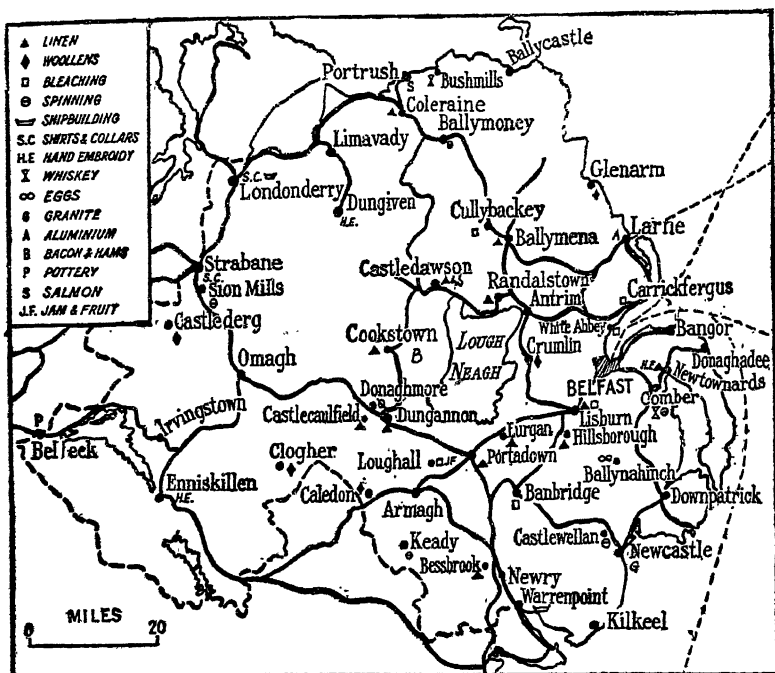 LINEN
WOOLLENS
BLEACHING
SPINNING
SHIPBUILDING
S.C SHIRTS & COLLARS
H.E HAND EMBROIDY
WHISKEY
EGGS
G GRANITE
A ALUMINIUM
B BACON & HAMS
P POTTERY
S SALMON
J.F. JAM & FRUIT
Ballycastle
Portrush
S
Bushmills
Coleraine
Ballymoney
Limavady
S.C.
Londonderry
Glenarm
Dungiven
H.E.
Cullybackey
Ballymena
A
Larne
Strabane
S.C.
Sion Mills
Castledawson
Randalstown
Antrim
Carrickfergus
Castlederg
White Abbey
Bangor
Cookstown
B
LOUGH
NEAGH
Crumlin
Donaghadee
Omagh
H.E.
Newtownards
BELFAST
Comber
Donaghmore
Irvingstown
Castlecaulfield
Dungannon
Lisburn
P
Belleek
Lurgan
Hillsborough
Clogher
Loughall
J.F
Portadown
Ballynahinch
Enniskillen
H.E.
Caledon
Armagh
Banbridge
Downpatrick
Keady
Castlewellan
Newcastle
G
Bessbrook
Newry
Warrenpoint
Kilkeel
MILES
0 20